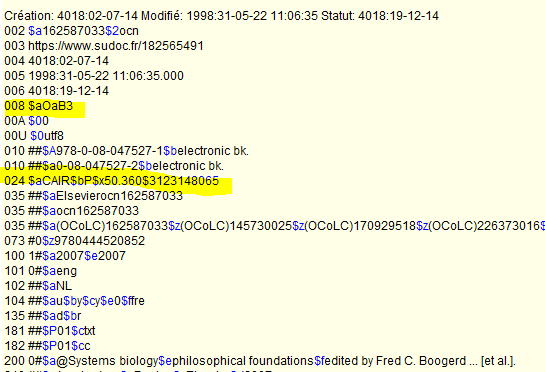 Création: 4018:02-07-14 Modifié: 1998:31-05-22 11:06:35 Statut: 4018:19-12-14
002 $a162587033$2ocn
003 https://www.sudoc.fr/182565491
004 4018:02-07-14
005 1998:31-05-22 11:06:35.000
006 4018:19-12-14
008 $aOaB3
00A $00
00U $0utf8
010 ##$A978-0-08-047527-1$belectronic bk.
010 ##$a0-08-047527-2$belectronic bk.
024 $aCAIR$bP$x50.360$3123148065
035 ##$aElsevierocn162587033
035 ##$aocn162587033
035 ##$a(OCoLC)162587033$z(OCoLC)145730025$z(OCoLC)170929518$z(OCoLC)226373016$
073 #0$z9780444520852
100 1#$a2007$e2007
101 0#$aeng
102 ##$aNL
104 ##$au$by$cy$e0$ffre
135 ##$ad$br
181 ##$P01$ctxt
182 ##$P01$cc
200 0#$a@Systems biology$ephilosophical foundations$fedited by Fred C. Boogerd ... [et al.].